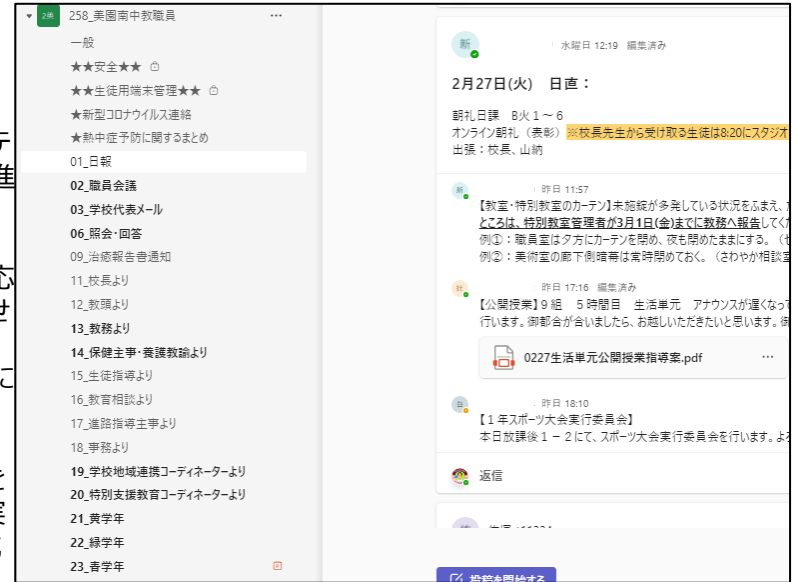 テ
進
応
せ
に
2美 258_美園南中教職員 …
一般
★★安全★★
★★生徒用端末管理★★
★新型コロナウイルス連絡
★熱中症予防に関するまとめ
01_日報
02_職員会議
03_学校代表メール
06_照会・回答
09_治癒報告書通知
11_校長より
12_教頭より
13_教務より
14_保健主事・養護教諭より
15_生徒指導より
16_教育相談より
17_進路指導主事より
18_事務より
19_学校地域連携コーディネーターより
20_特別支援教育コーディネーターより
21_黄学年
22_緑学年
23_青学年
新 水曜日 12:19 編集済み
2月27日(火) 日直：
朝礼日課 B火１～６
オンライン朝礼（表彰）※校長先生から受け取る生徒は8:20にスタジオ
出張：校長、山納
新 昨日 11:57
【教室・特別教室のカーテン】未施錠が多発している状況をふまえ、
ところは、特別教室管理者が3月1日(金)までに教務へ報告してく
例①：職員室は夕方にカーテンを閉め、夜も閉めたままにする。
例②：美術室の廊下側暗幕は常時閉めておく。（さわやか相談室
昨日 17:16 編集済み
【公開授業】９組 ５時間目 生活単元 アナウンスが遅くなっ
行います。御都合が合いましたら、お越しいただきたいと思います。
0227生活単元公開授業指導案.pdf …
昨日 18:10
【１年スポーツ大会実行委員会】
本日放課後１－２にて、スポーツ大会実行委員会を行います。
返信
投稿を開始する